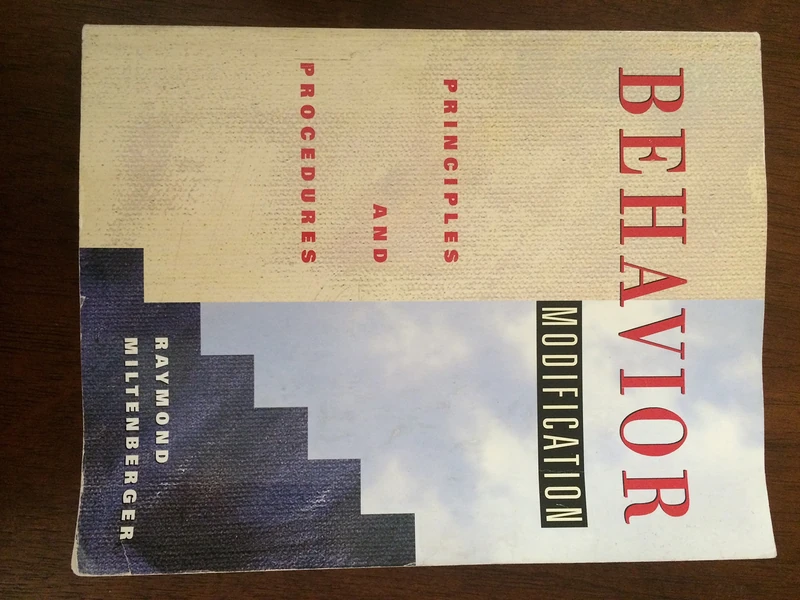 BEHAVIOR
MODIFICATION
PRINCIPLES
AND
PROCEDURES
RAYMOND
MILTENBERGER